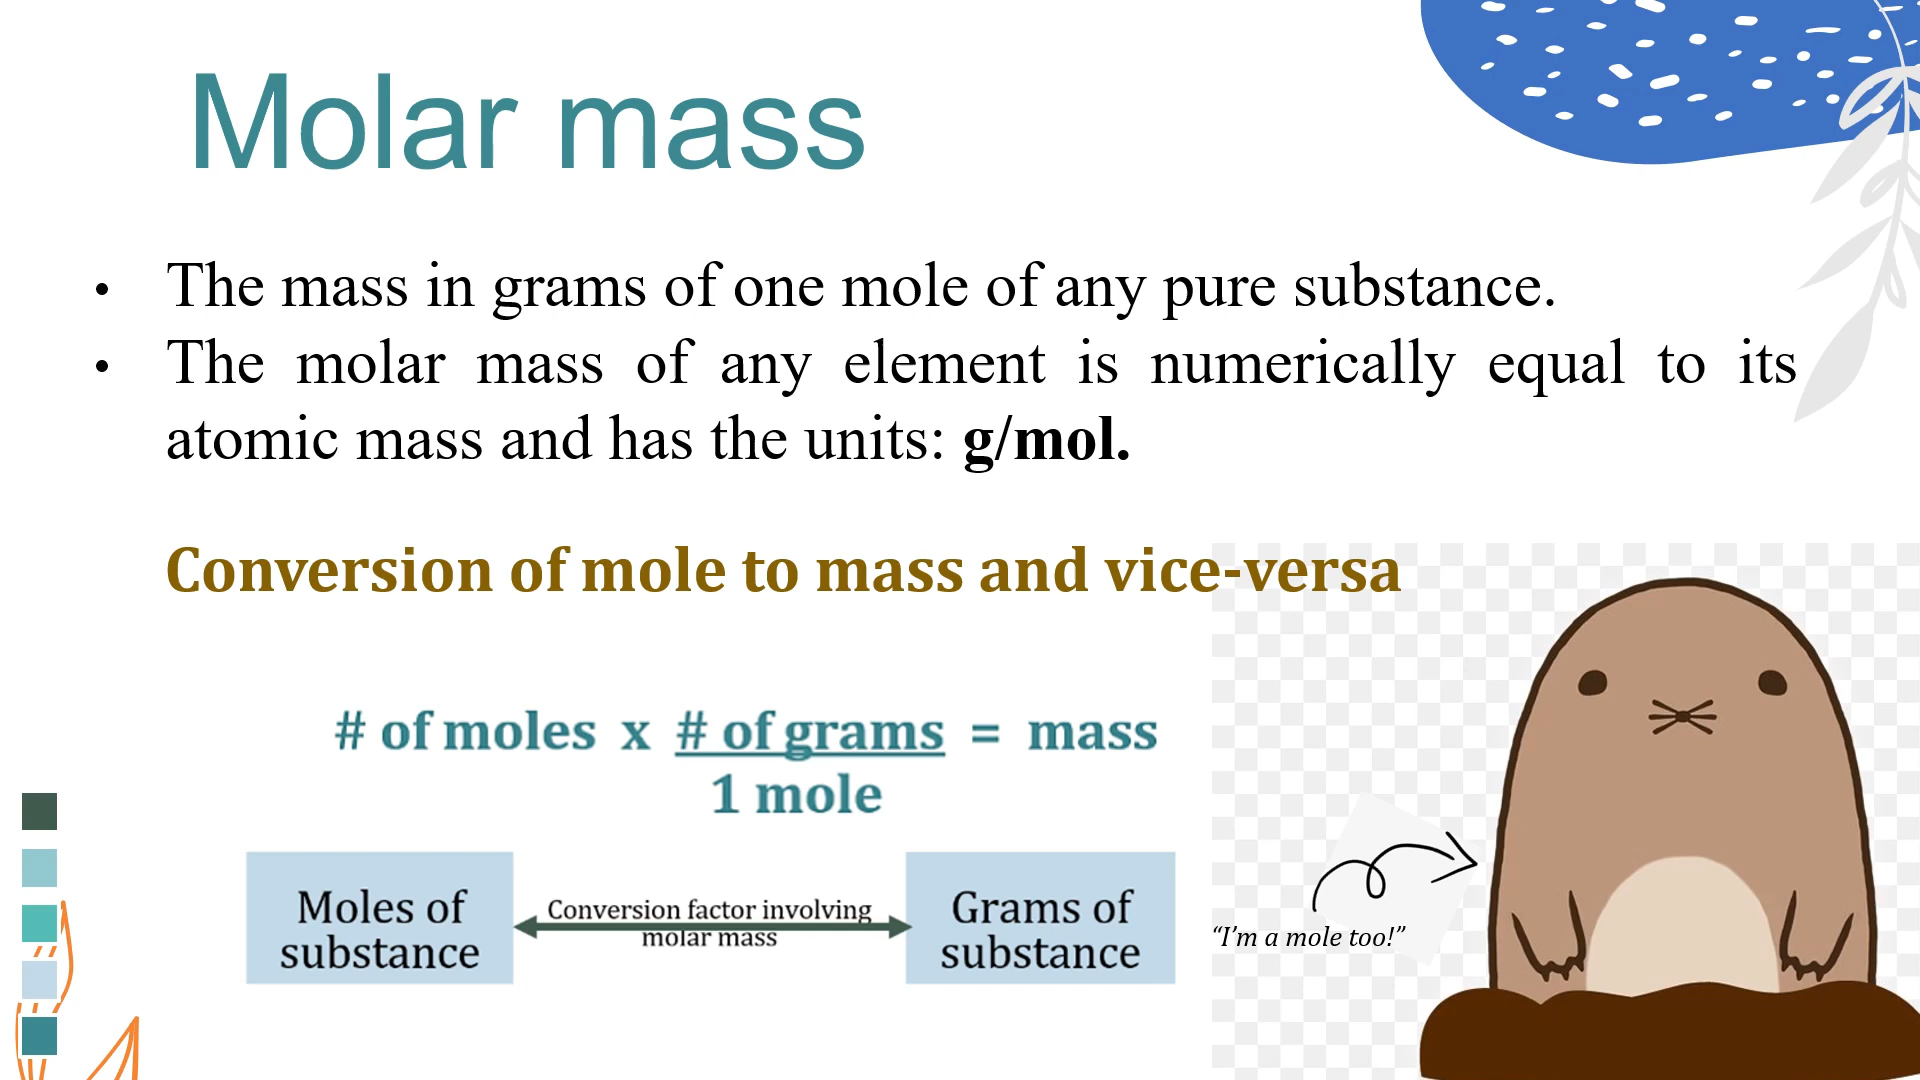 Molar mass
• The mass in grams of one mole of any pure substance.
• The molar mass of any element is numerically equal to its
atomic mass and has the units: g/mol.
Conversion of mole to mass and vice-versa
# of moles x # of grams = mass
1 mole
Moles of
substance
Conversion factor involving
molar mass
Grams of
substance
“I’m a mole too!”